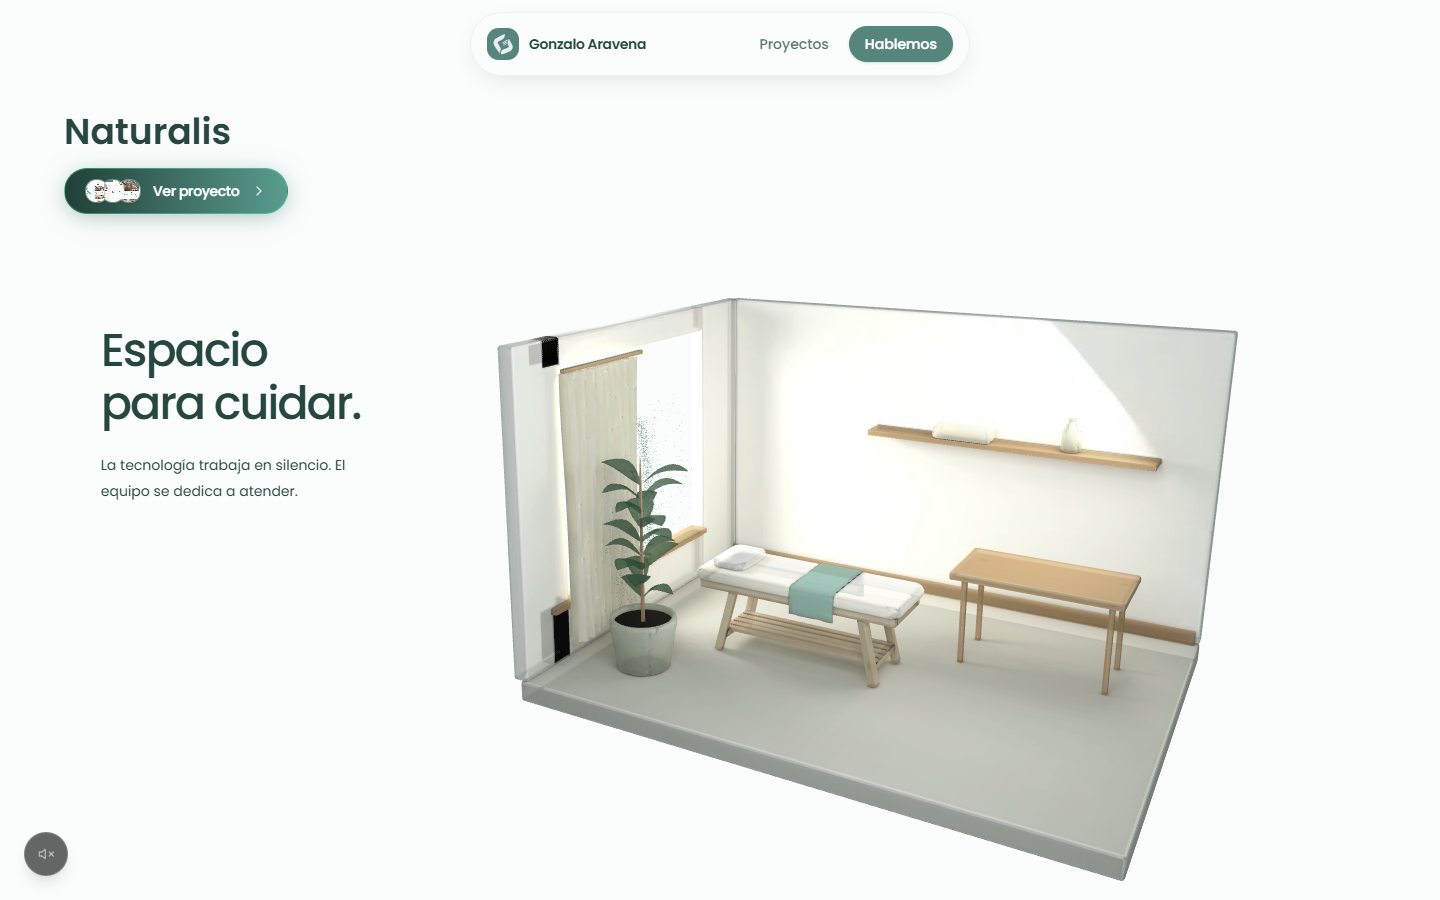 Gonzalo Aravena
Proyectos
Hablemos
Naturalis
Ver proyecto
Espacio
para cuidar.
La tecnología trabaja en silencio. El
equipo se dedica a atender.